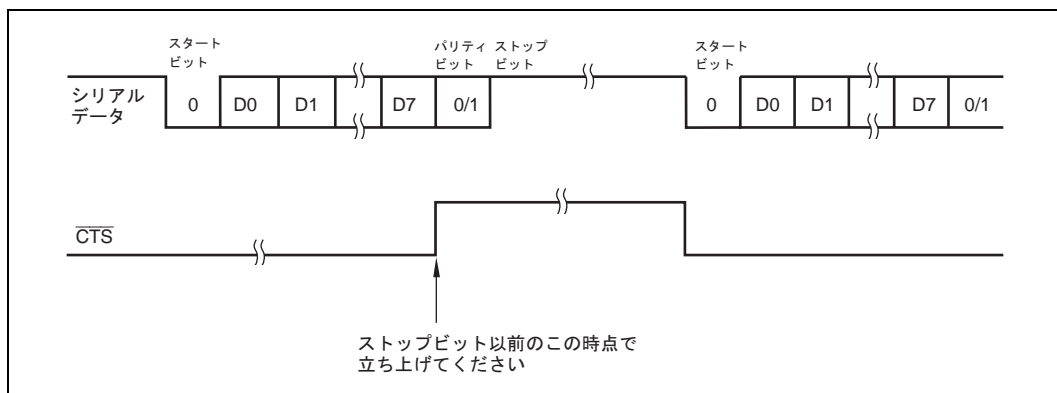 スタート
ビット
パリティ
ビット
ストップ
ビット
スタート
ビット
シリアル
データ
0 D0 D1 D7 0/1 0 D0 D1 D7 0/1
CTS
ストップビット以前のこの時点で
立ち上げてください